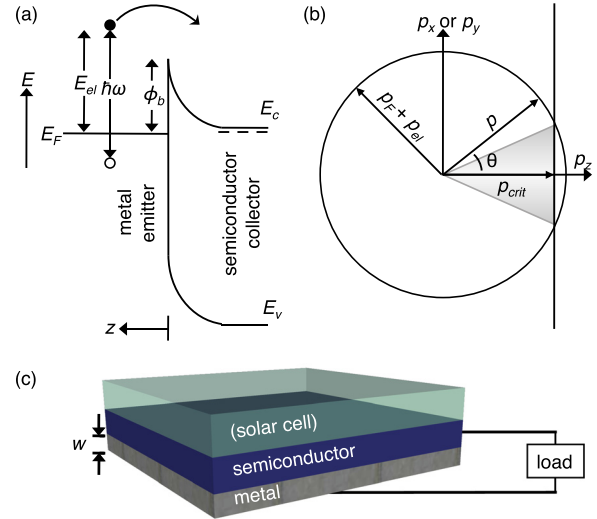 (a)
E
E_el
ħω
ϕ_b
E_c
E_F
metal
emitter
semiconductor
collector
E_v
z
(b)
p_x or p_y
p_F + p_el
p
θ
p_z
p_crit
(c)
w
(solar cell)
semiconductor
metal
load